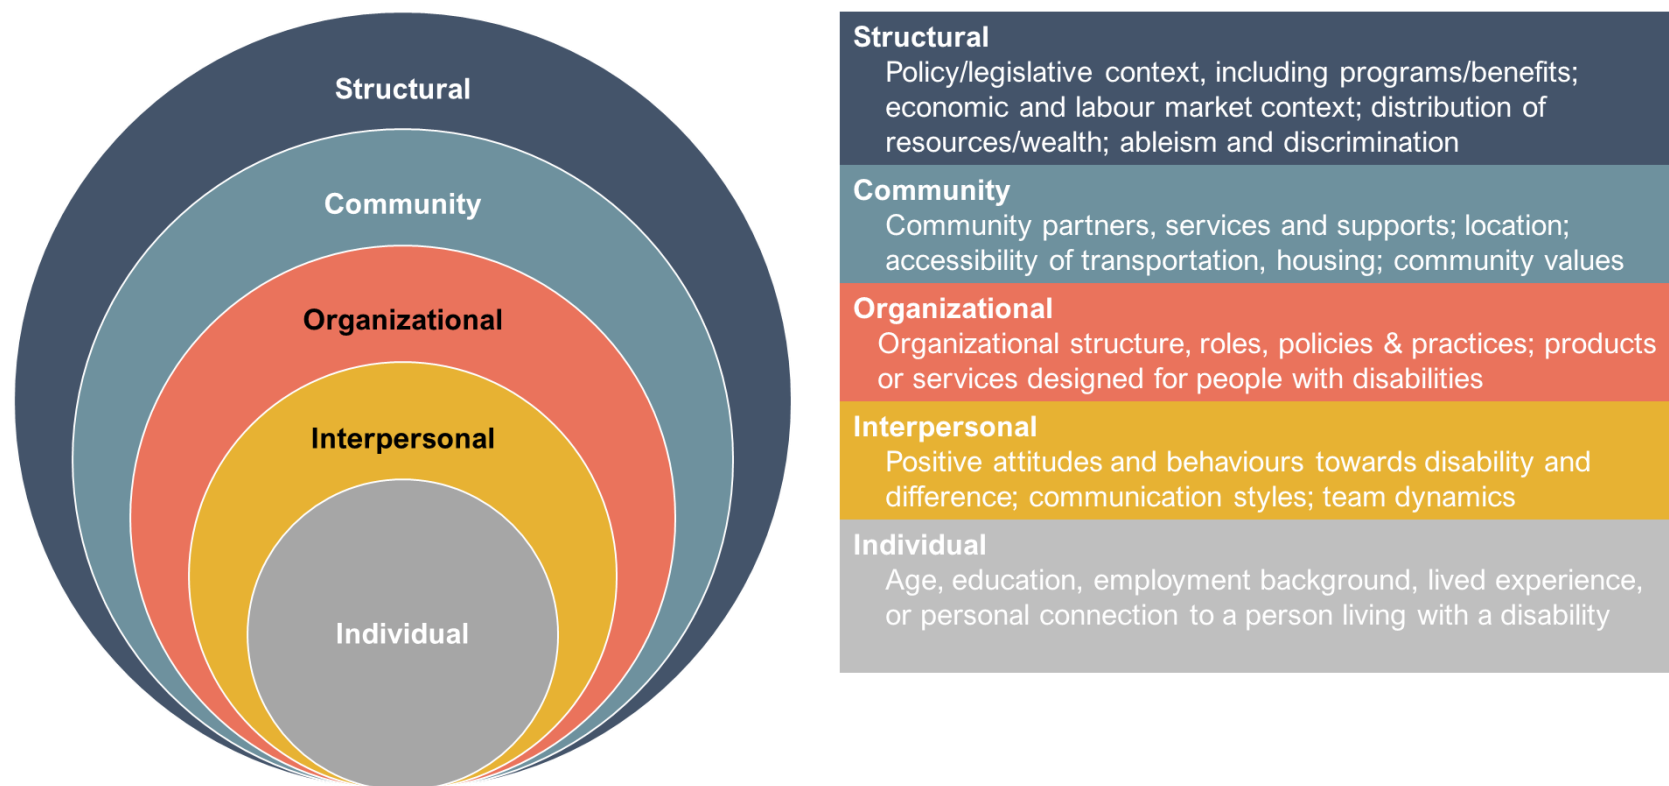 Structural
Community
Organizational
Interpersonal
Individual
Structural
Policy/legislative context, including programs/benefits;
economic and labour market context; distribution of
resources/wealth; ableism and discrimination
Community
Community partners, services and supports; location;
accessibility of transportation, housing; community values
Organizational
Organizational structure, roles, policies & practices; products
or services designed for people with disabilities
Interpersonal
Positive attitudes and behaviours towards disability and
difference; communication styles; team dynamics
Individual
Age, education, employment background, lived experience,
or personal connection to a person living with a disability